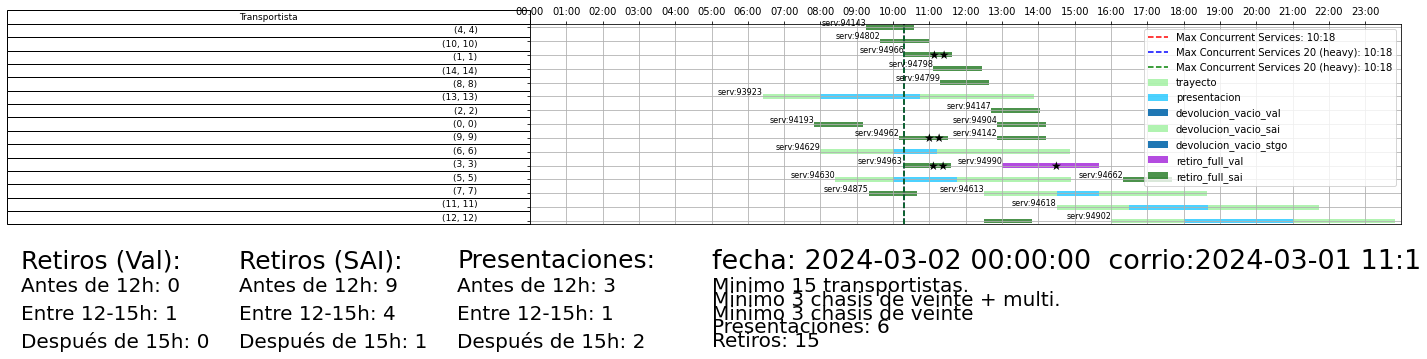 00:00 01:00 02:00 03:00 04:00 05:00 06:00 07:00 08:00 09:00 10:00 11:00 12:00 13:00 14:00 15:00 16:00 17:00 18:00 19:00 20:00 21:00 22:00 23:00
Transportista
(4, 4)
(10, 10)
(1, 1)
(14, 14)
(8, 8)
(13, 13)
(2, 2)
(0, 0)
(9, 9)
(6, 6)
(3, 3)
(5, 5)
(7, 7)
(11, 11)
(12, 12)
serv:94143
serv:94802
serv:94966
serv:94798
serv:94799
serv:93923
serv:94147
serv:94193 serv:94904
serv:94962 serv:94142
serv:94629
serv:94963 serv:94990
serv:94630 serv:94662
serv:94875 serv:94613
serv:94618
serv:94902
Max Concurrent Services: 10:18
Max Concurrent Services 20 (heavy): 10:18
Max Concurrent Services 20 (heavy): 10:18
trayecto
presentacion
devolucion_vacio_val
devolucion_vacio_sai
devolucion_vacio_stgo
retiro_full_val
retiro_full_sai
Retiros (Val):
Antes de 12h: 0
Entre 12-15h: 1
Después de 15h: 0
Retiros (SAI):
Antes de 12h: 9
Entre 12-15h: 4
Después de 15h: 1
Presentaciones:
Antes de 12h: 3
Entre 12-15h: 1
Después de 15h: 2
fecha: 2024-03-02 00:00:00 corrio:2024-03-01 11:1
Minimo 15 transportistas.
Minimo 3 chasis de veinte + multi.
Minimo 3 chasis de veinte
Presentaciones: 6
Retiros: 15